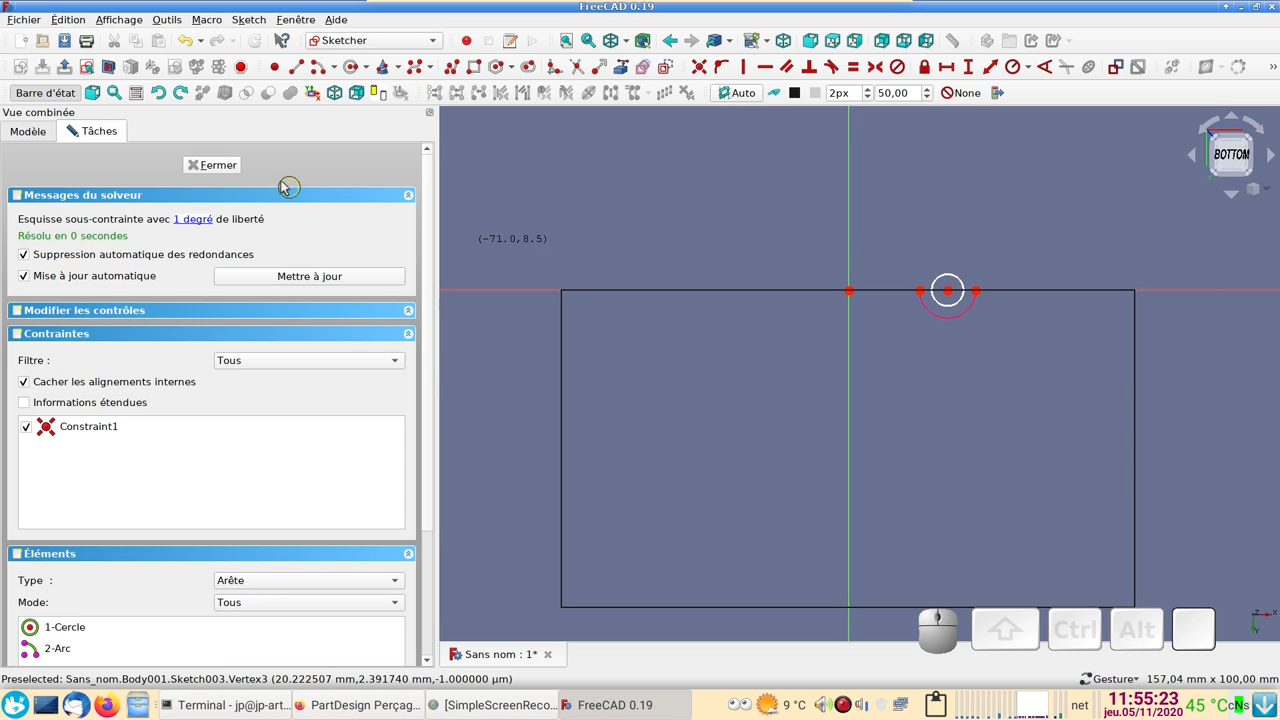 FreeCAD 0.19
Fichier Édition Affichage Outils Macro Sketch Fenêtre Aide
Sketcher
Barre d'état Auto 2px 50,00 None
Vue combinée
Modèle Tâches
Fermer
Messages du solveur
Esquisse sous-contrainte avec 1 degré de liberté
Résolu en 0 secondes
Suppression automatique des redondances
Mise à jour automatique Mettre à jour
Modifier les contrôles
Contraintes
Filtre : Tous
Cacher les alignements internes
Informations étendues
Constraint1
Éléments
Type : Arête
Mode: Tous
1-Cercle
2-Arc
(-71.0,8.5)
BOTTOM
Ctrl Alt
Sans nom : 1*
Preselected: Sans_nom.Body001.Sketch003.Vertex3 (20.222507 mm,2.391740 mm,-1.000000 µm) Gesture 157,04 mm x 100,00 mm
Terminal - jp@jp-art... PartDesign Perçag... [SimpleScreenReco... FreeCAD 0.19 9 °C net 11:55:23 45 °C
jeu.05/11/2020